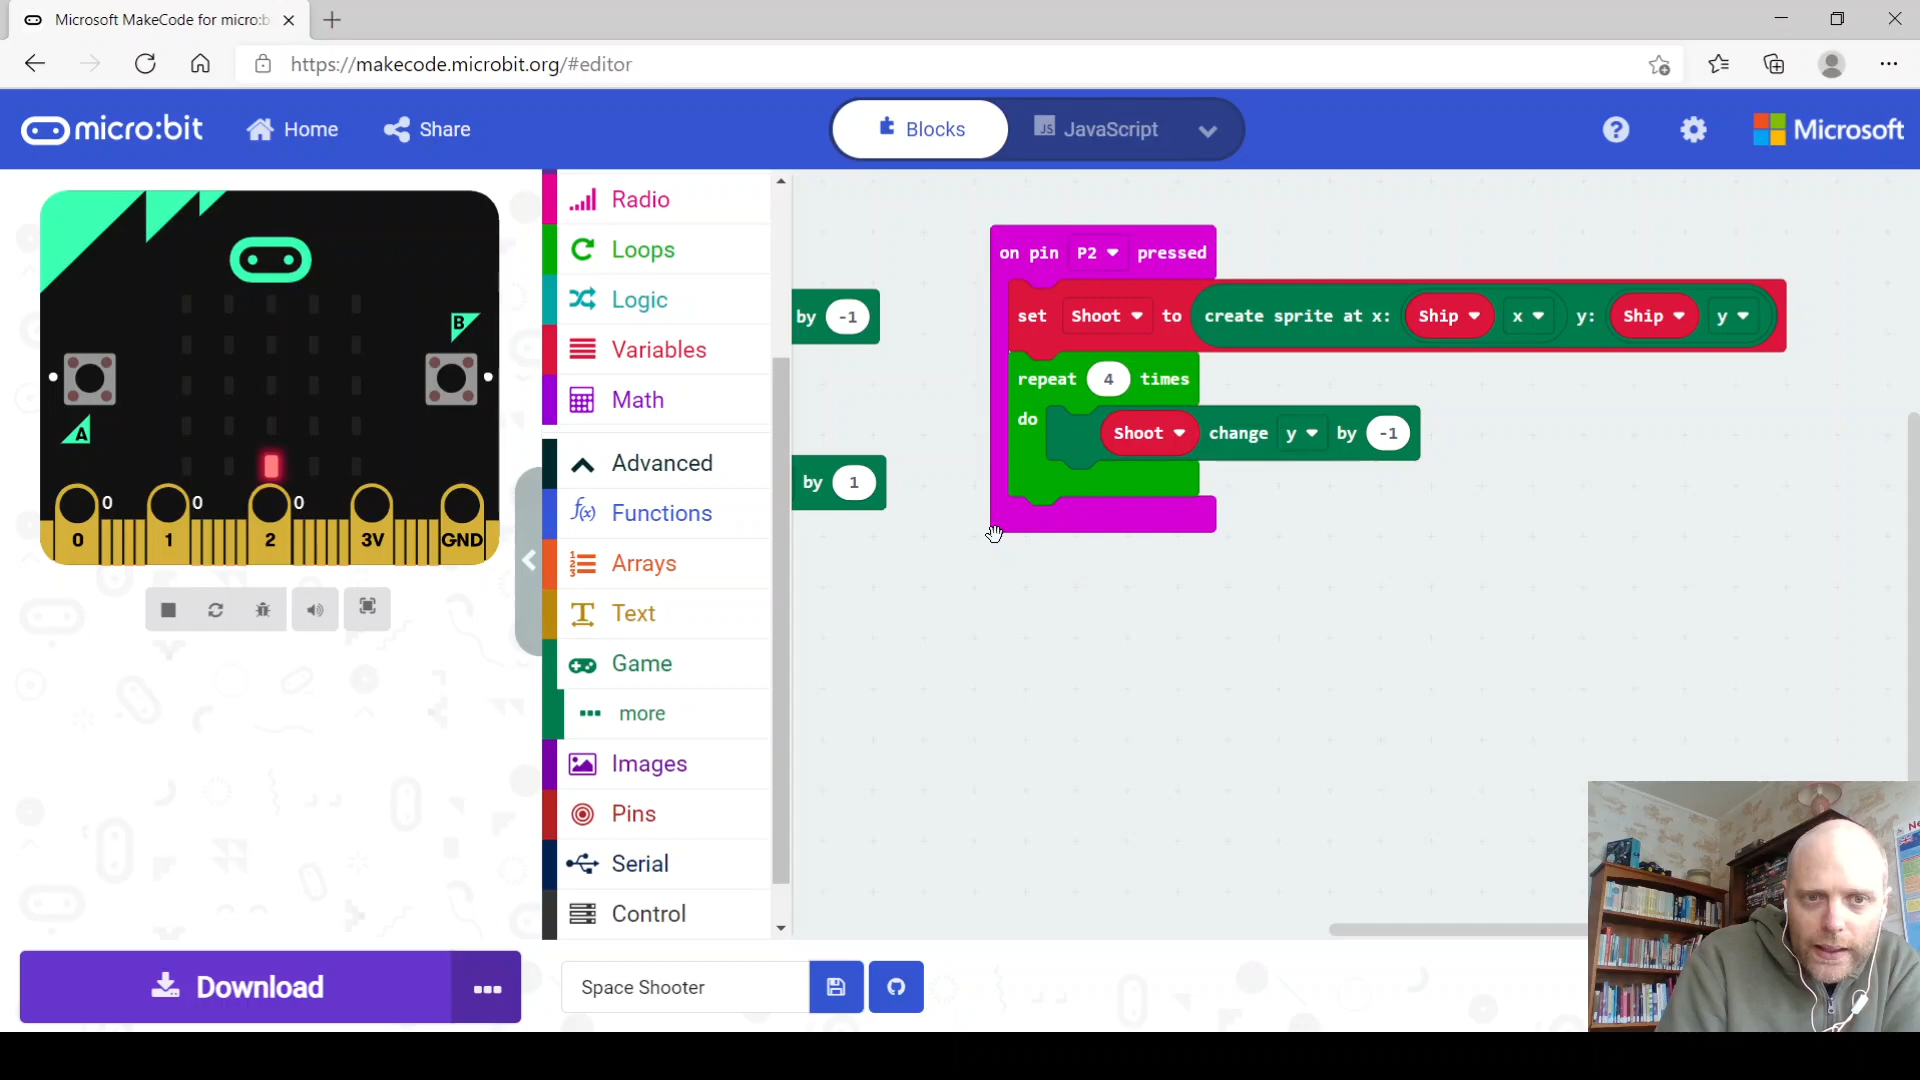 Microsoft MakeCode for micro:b
https://makecode.microbit.org/#editor
micro:bit
Home
Share
Blocks
JS JavaScript
?
Microsoft
B
A
0 0 0
0 1 2 3V GND
Download
Radio
Loops
Logic
Variables
Math
Advanced
f(x) Functions
Arrays
Text
Game
more
Images
Pins
Serial
Control
by -1
by 1
on pin P2 pressed
set Shoot to create sprite at x: Ship x y: Ship y
repeat 4 times
do Shoot change y by -1
Space Shooter